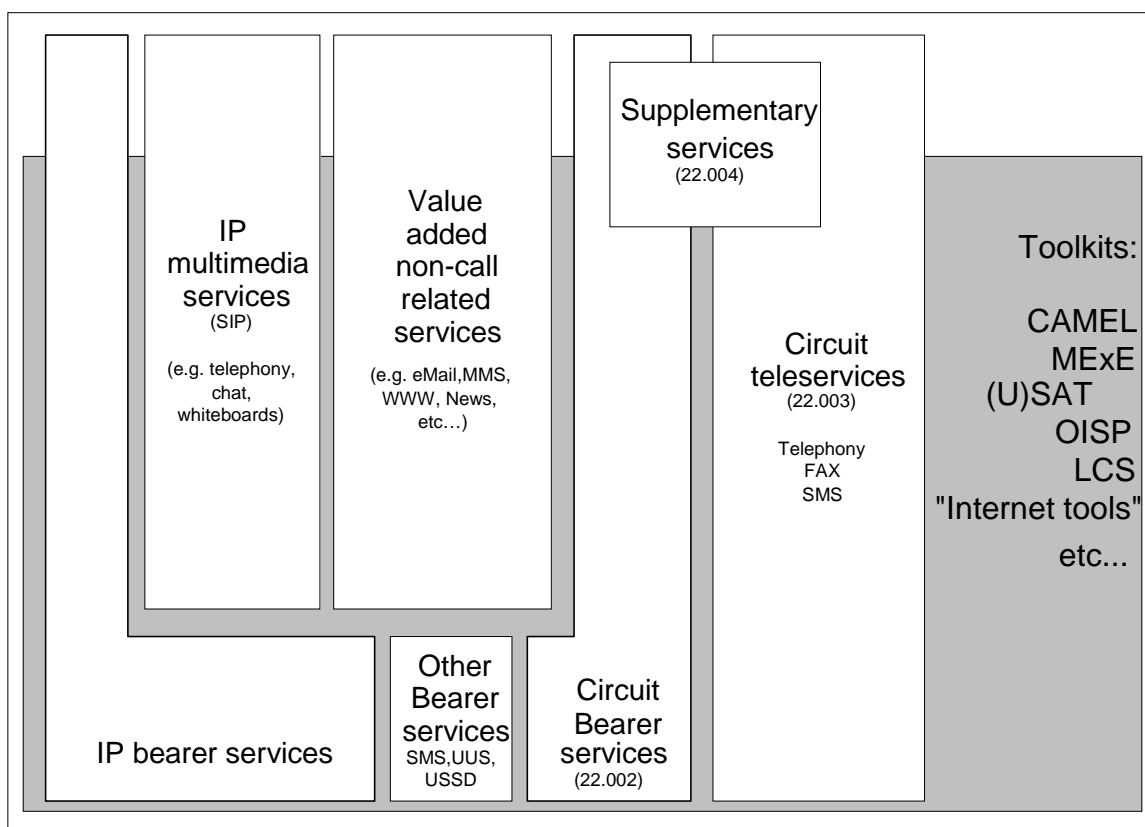 Supplementary
services
(22.004)
IP
multimedia
services
(SIP)
(e.g. telephony,
chat,
whiteboards)
Value
added
non-call
related
services
(e.g. eMail,MMS,
WWW, News,
etc…)
Circuit
teleservices
(22.003)
Telephony
FAX
SMS
Toolkits:
CAMEL
MExE
(U)SAT
OISP
LCS
"Internet tools"
etc...
IP bearer services
Other
Bearer
services
SMS,UUS,
USSD
Circuit
Bearer
services
(22.002)